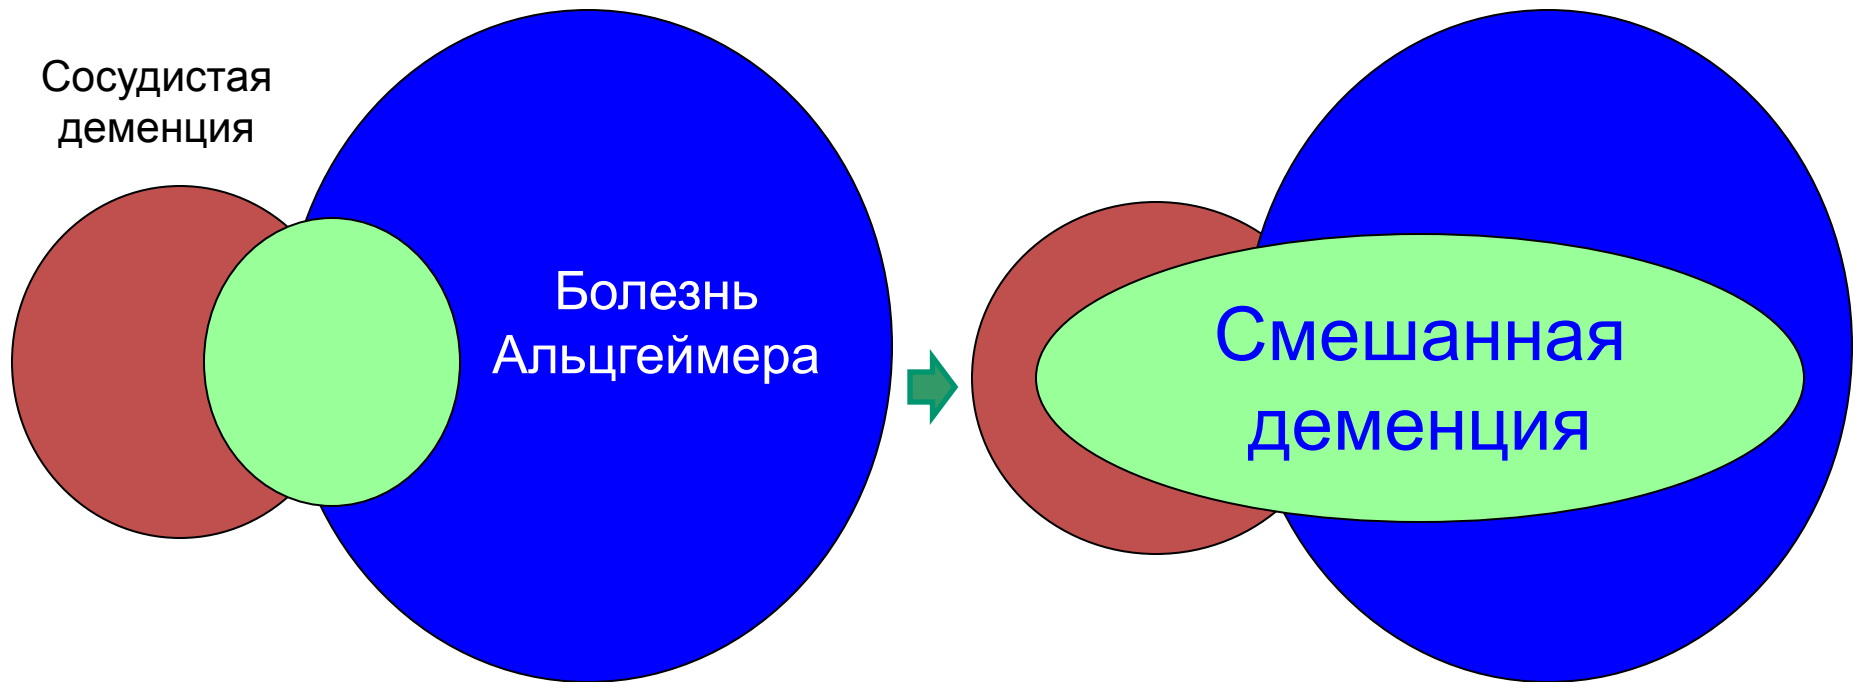 Сосудистая
деменция
Болезнь
Альцгеймера
Смешанная
деменция